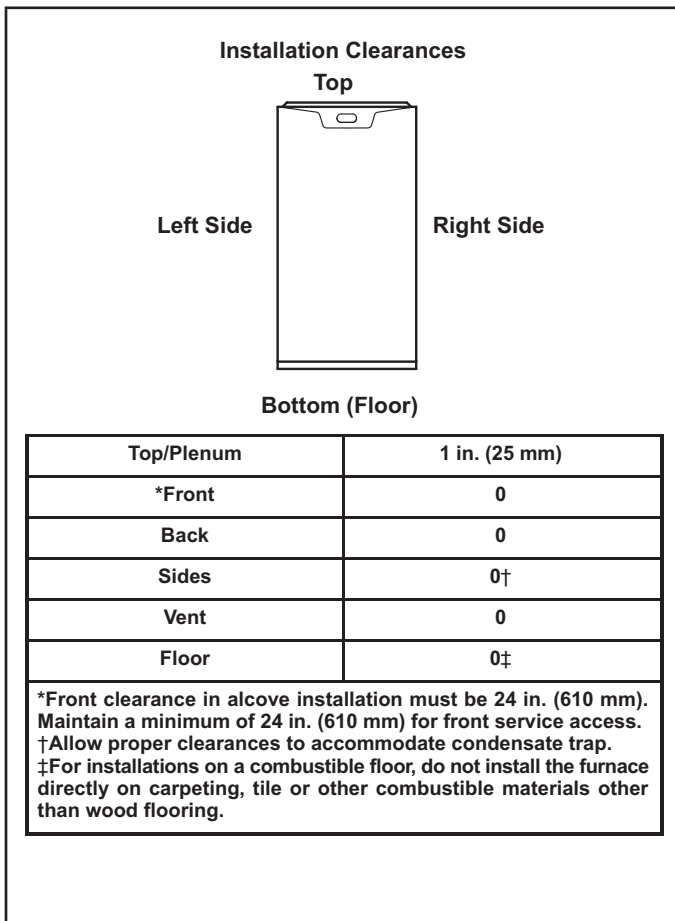 Installation Clearances
Top
Left Side
Right Side
Bottom (Floor)
Top/Plenum 1 in. (25 mm)
*Front 0
Back 0
Sides 0†
Vent 0
Floor 0‡
*Front clearance in alcove installation must be 24 in. (610 mm).
Maintain a minimum of 24 in. (610 mm) for front service access.
†Allow proper clearances to accommodate condensate trap.
‡For installations on a combustible floor, do not install the furnace
directly on carpeting, tile or other combustible materials other
than wood flooring.